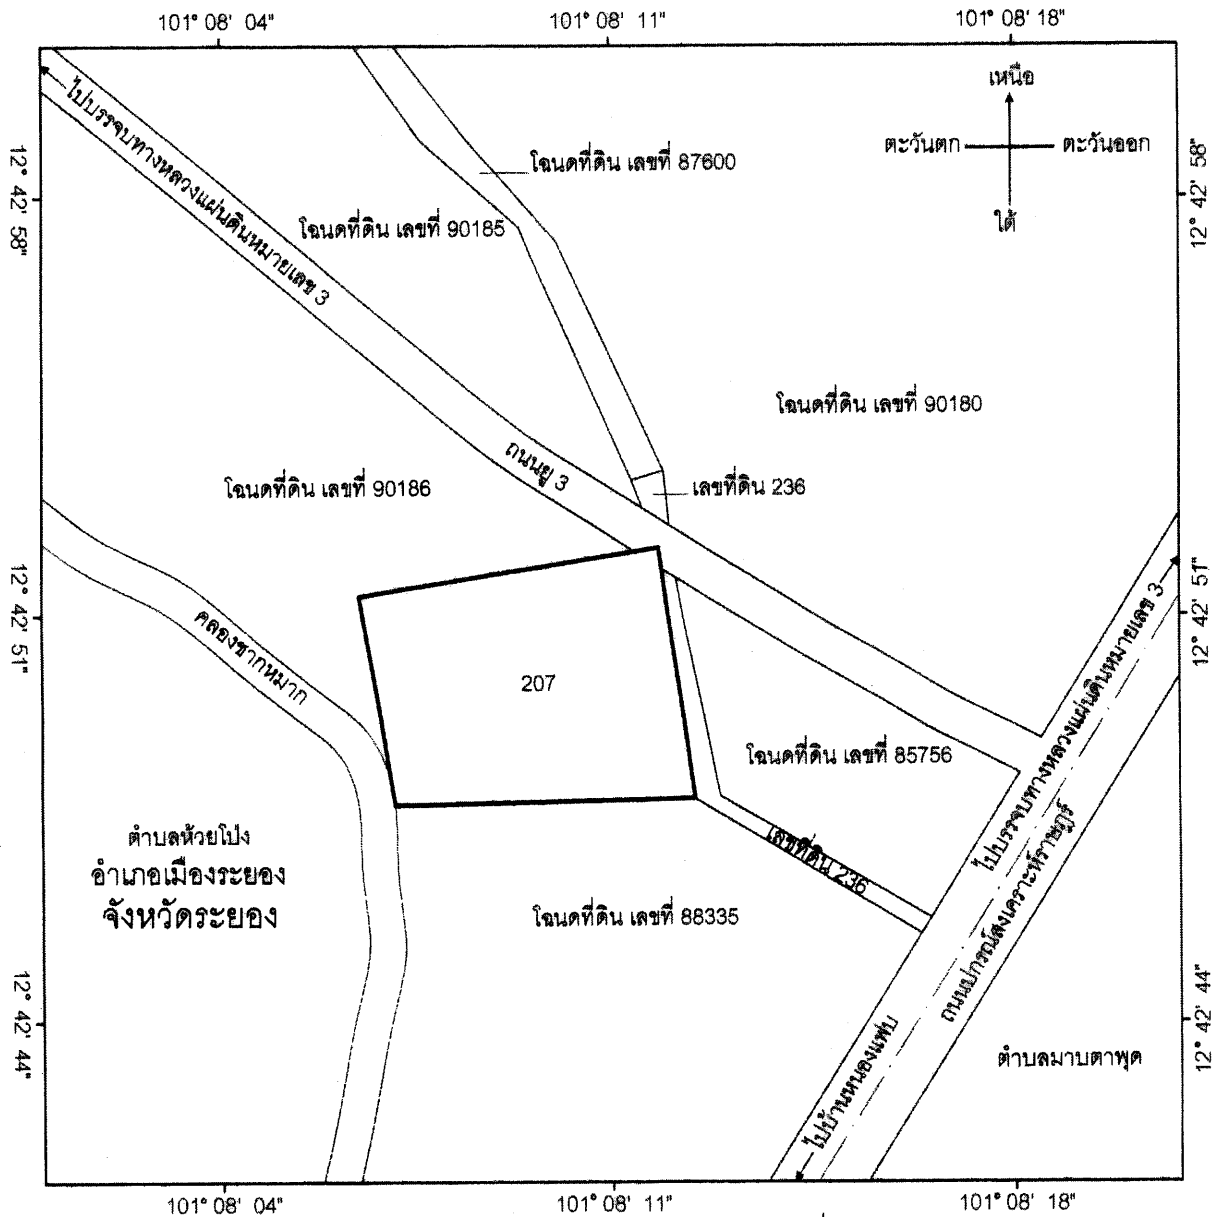 101° 08' 04"
101° 08' 11"
101° 08' 18"
เหนือ
ตะวันตก
ตะวันออก
ใต้
12° 42' 58"
12° 42' 58"
ไปบรรจบทางหลวงแผ่นดินหมายเลข 3
โฉนดที่ดิน เลขที่ 87600
โฉนดที่ดิน เลขที่ 90185
โฉนดที่ดิน เลขที่ 90180
ถนนยู 3
โฉนดที่ดิน เลขที่ 90186
เลขที่ดิน 236
12° 42' 51"
12° 42' 51"
คลองชากหมาก
207
ไปบรรจบทางหลวงแผ่นดินหมายเลข 3
โฉนดที่ดิน เลขที่ 85756
ตำบลห้วยโป่ง
อำเภอเมืองระยอง
จังหวัดระยอง
เลขที่ดิน 236
โฉนดที่ดิน เลขที่ 88335
ถนนปกรณ์สงเคราะห์ราษฎร์
12° 42' 44"
12° 42' 44"
ไปบ้านหนองแฟบ
ตำบลมาบตาพุด
101° 08' 04"
101° 08' 11"
101° 08' 18"